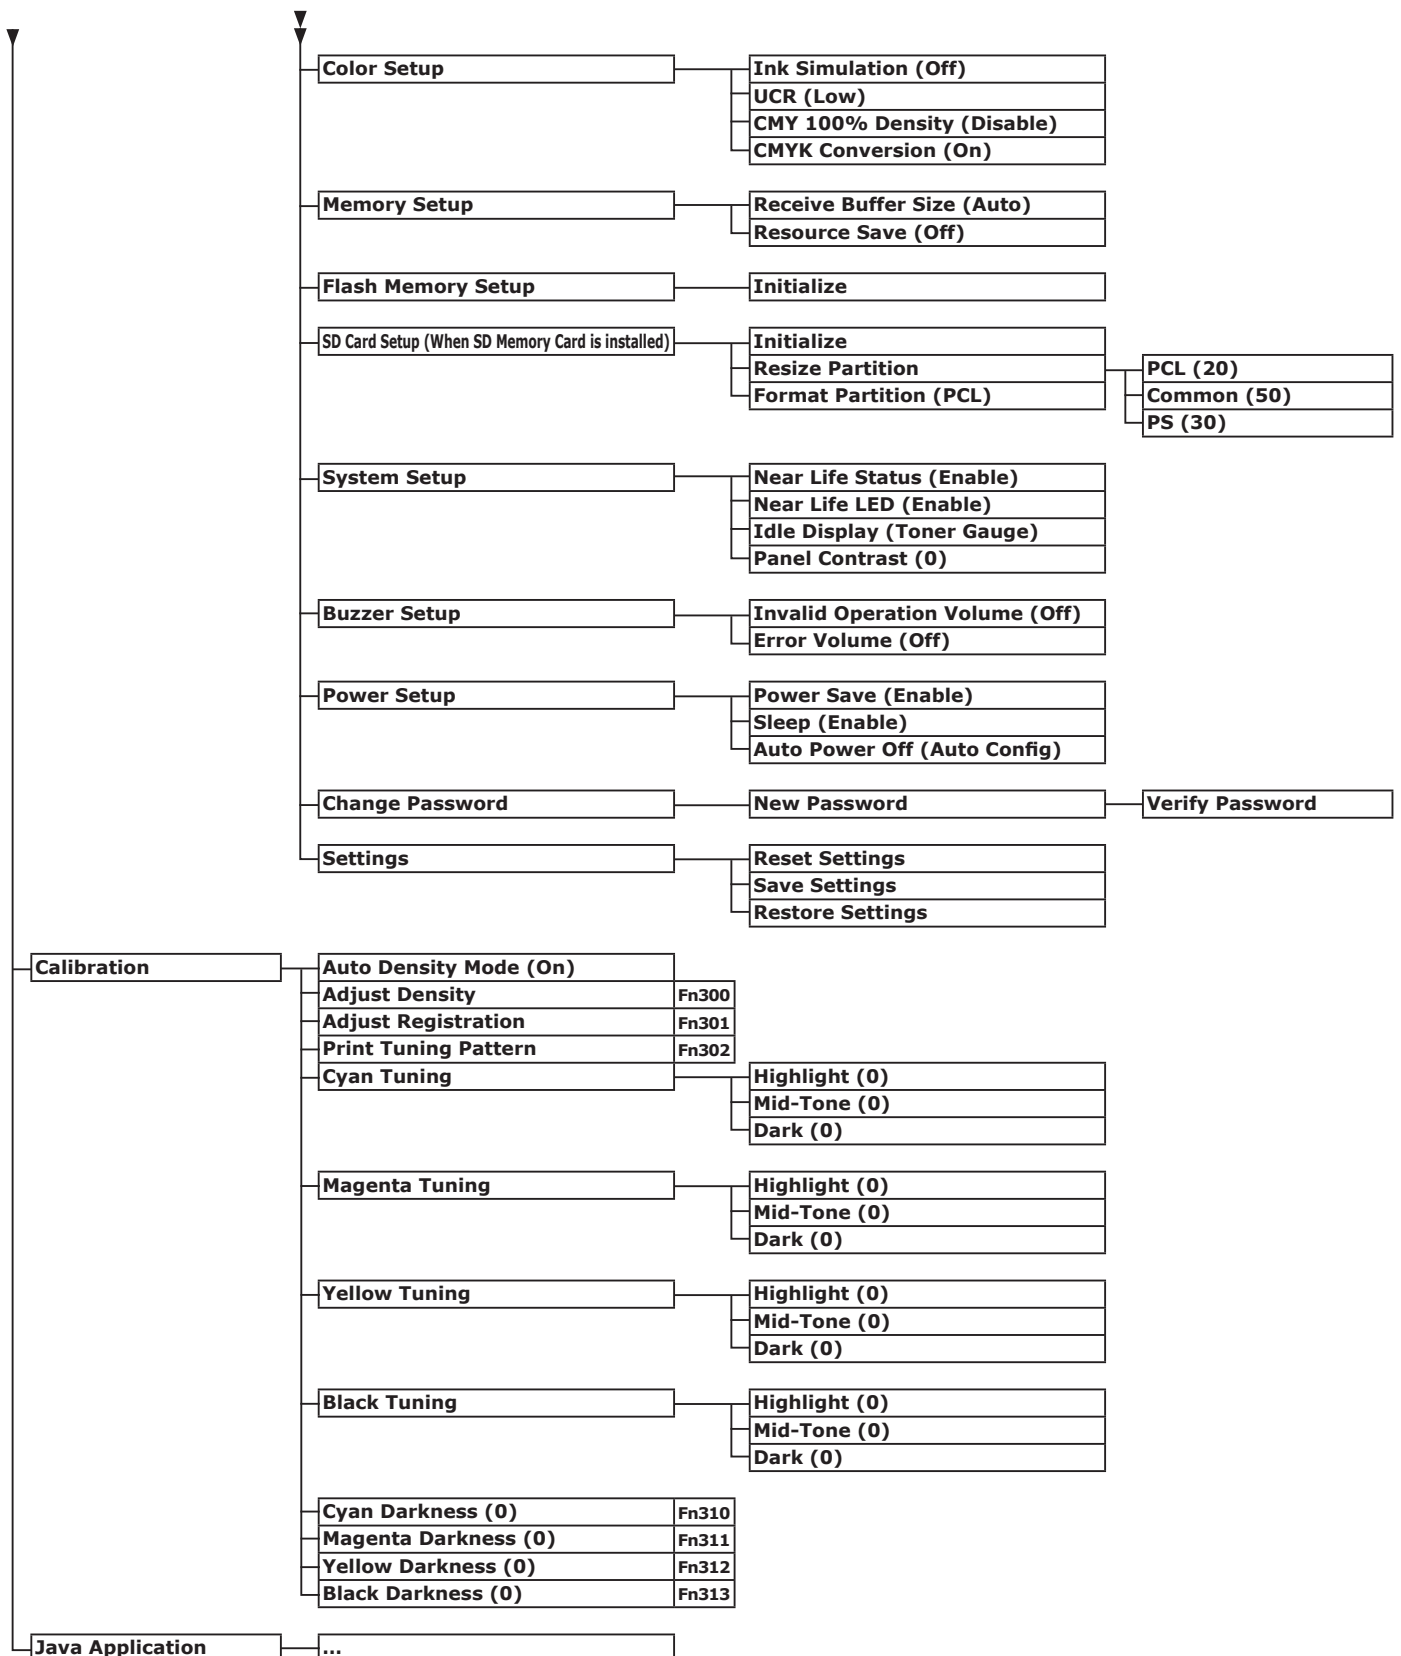 Color Setup
Ink Simulation (Off)
UCR (Low)
CMY 100% Density (Disable)
CMYK Conversion (On)
Memory Setup
Receive Buffer Size (Auto)
Resource Save (Off)
Flash Memory Setup
Initialize
SD Card Setup (When SD Memory Card is installed)
Initialize
Resize Partition
PCL (20)
Format Partition (PCL)
Common (50)
PS (30)
System Setup
Near Life Status (Enable)
Near Life LED (Enable)
Idle Display (Toner Gauge)
Panel Contrast (0)
Buzzer Setup
Invalid Operation Volume (Off)
Error Volume (Off)
Power Setup
Power Save (Enable)
Sleep (Enable)
Auto Power Off (Auto Config)
Change Password
New Password
Verify Password
Settings
Reset Settings
Save Settings
Restore Settings
Calibration
Auto Density Mode (On)
Adjust Density
Fn300
Adjust Registration
Fn301
Print Tuning Pattern
Fn302
Cyan Tuning
Highlight (0)
Mid-Tone (0)
Dark (0)
Magenta Tuning
Highlight (0)
Mid-Tone (0)
Dark (0)
Yellow Tuning
Highlight (0)
Mid-Tone (0)
Dark (0)
Black Tuning
Highlight (0)
Mid-Tone (0)
Dark (0)
Cyan Darkness (0)
Fn310
Magenta Darkness (0)
Fn311
Yellow Darkness (0)
Fn312
Black Darkness (0)
Fn313
Java Application
...